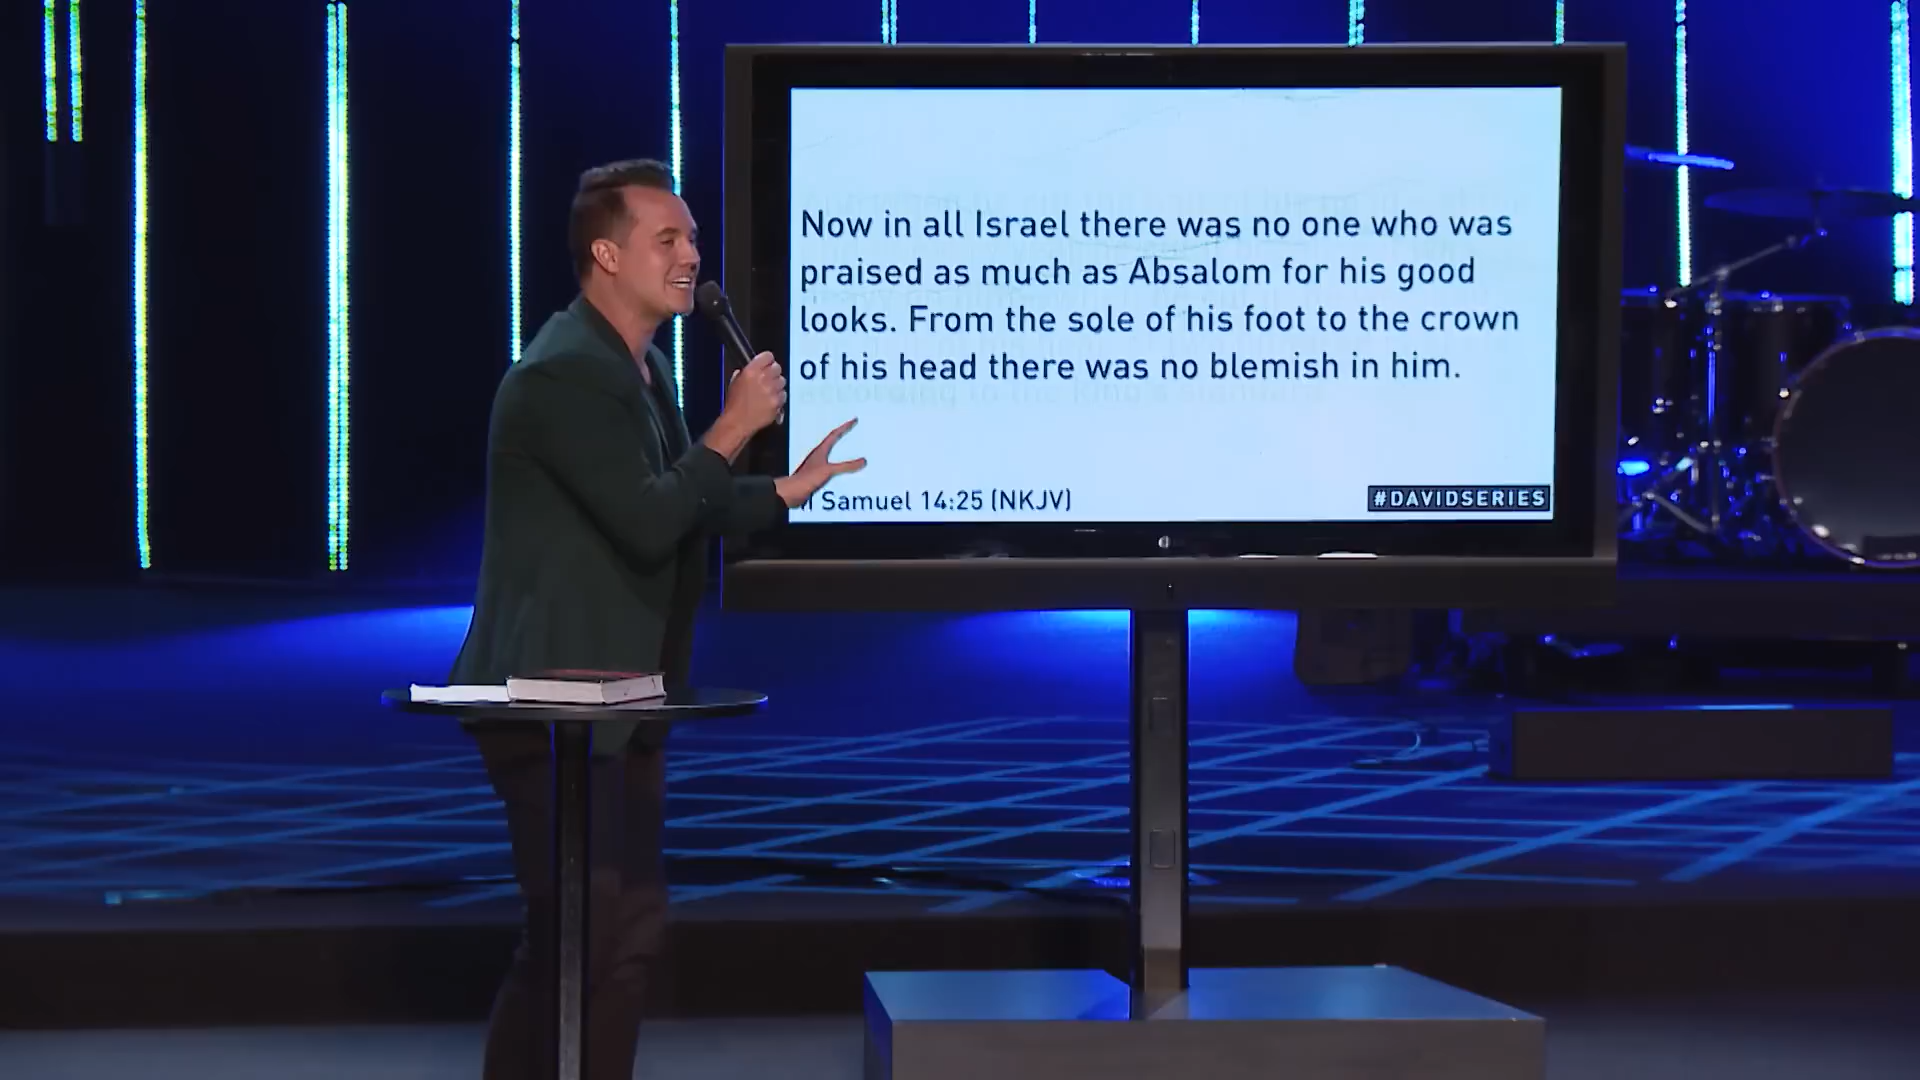 Now in all Israel there was no one who was
praised as much as Absalom for his good
looks. From the sole of his foot to the crown
of his head there was no blemish in him.
Samuel 14:25 (NKJV)
#DAVIDSERIES